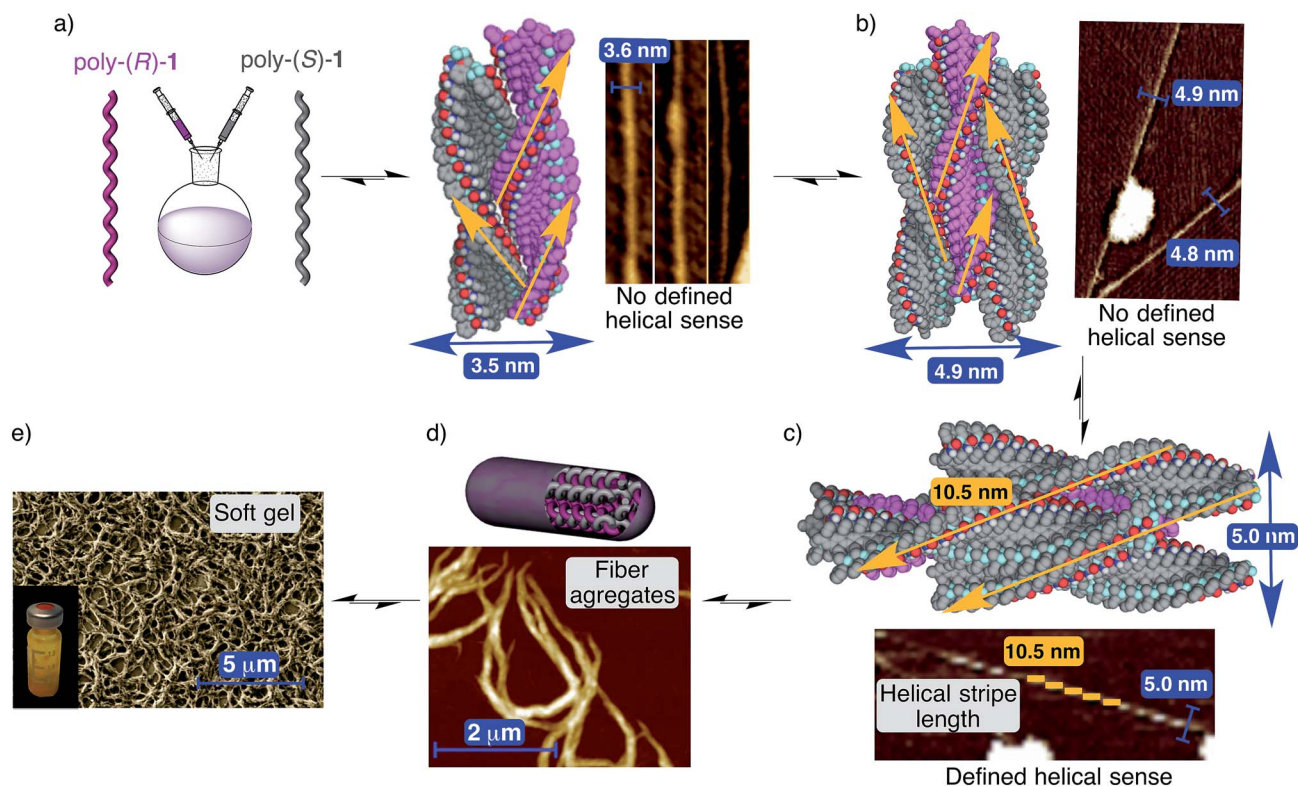 a)
poly-(R)-1
poly-(S)-1
3.6 nm
No defined
helical sense
3.5 nm
b)
4.9 nm
4.8 nm
No defined
helical sense
4.9 nm
c)
10.5 nm
5.0 nm
10.5 nm
5.0 nm
Helical stripe
length
Defined helical sense
d)
Fiber
agregates
2 μm
e)
Soft gel
5 μm